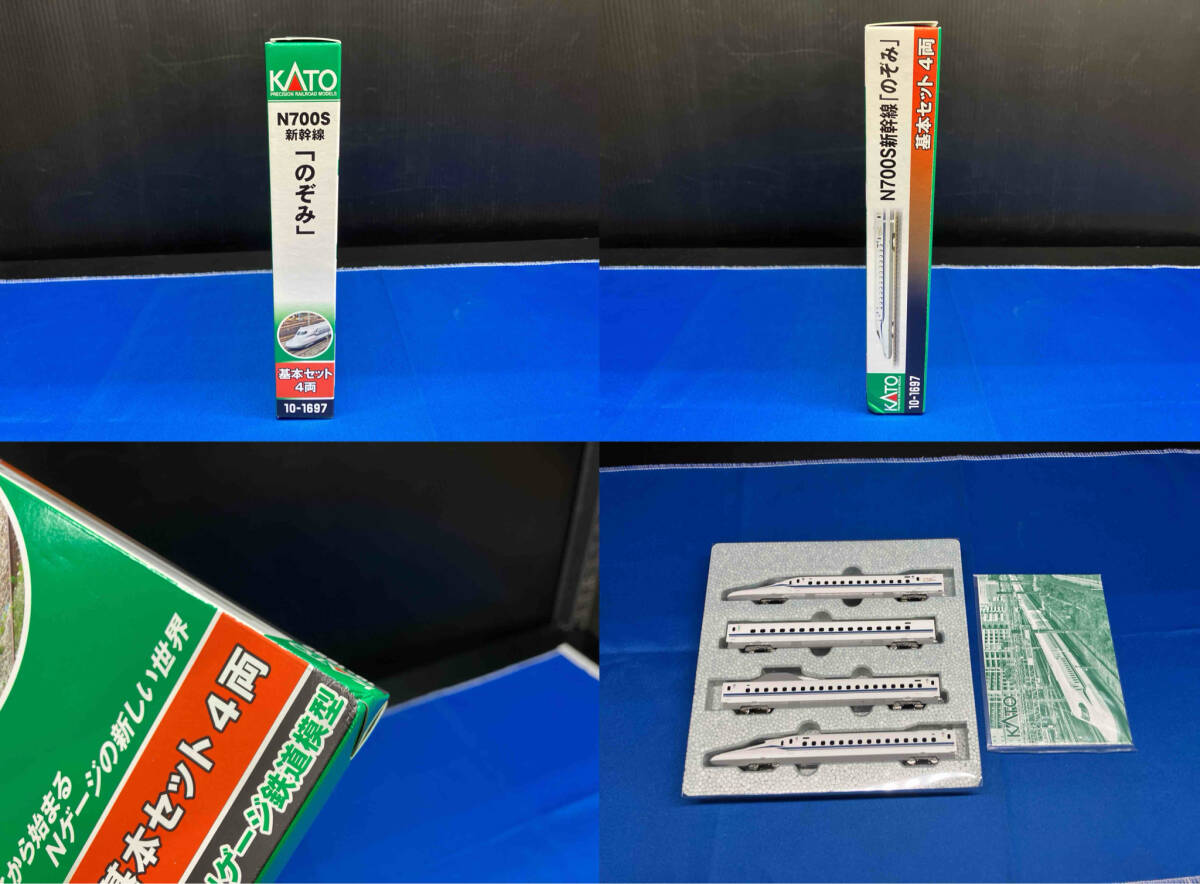 KATO
PRECISION RAILROAD MODELS
N700S
新幹線
「のぞみ」
基本セット
4両
10-1697
N700S新幹線「のぞみ」
基本セット 4両
KATO
10-1697
から始まる
Nゲージの新しい世界
基本セット 4両
ゲージ鉄道模型
KATO